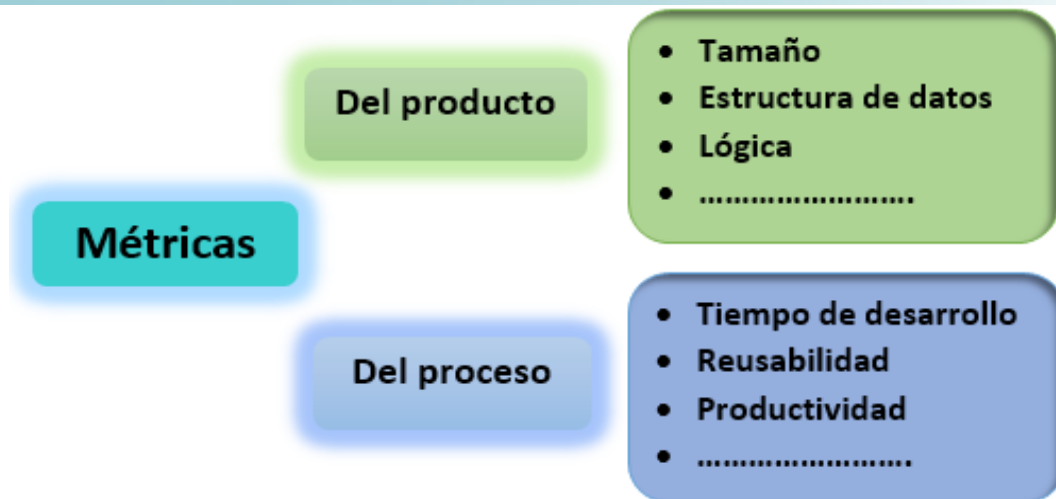 Métricas
Del producto
• Tamaño
• Estructura de datos
• Lógica
• …………………….
Del proceso
• Tiempo de desarrollo
• Reusabilidad
• Productividad
• …………………….